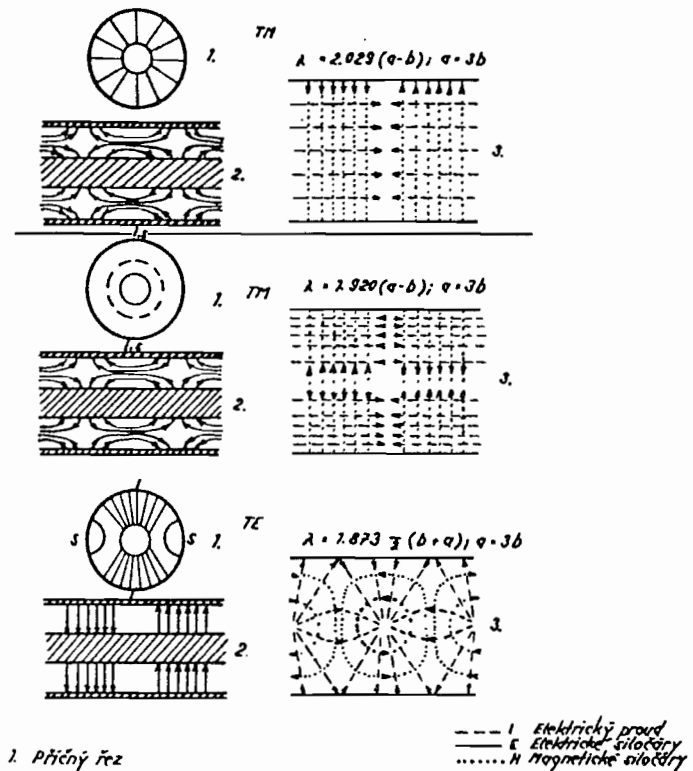 1. TM
λ = 2.029 (a-b); a = 3b
2.
3.
l,s
1. TM
λ = 1.920 (a-b); a = 3b
l,s
2.
3.
l
S S 1. TE
λ = 1.873 π/2 (b+a); a = 3b
l
2.
3.
1. Příčný řez
I Elektrický proud
E Elektrické siločáry
H Magnetické siločáry